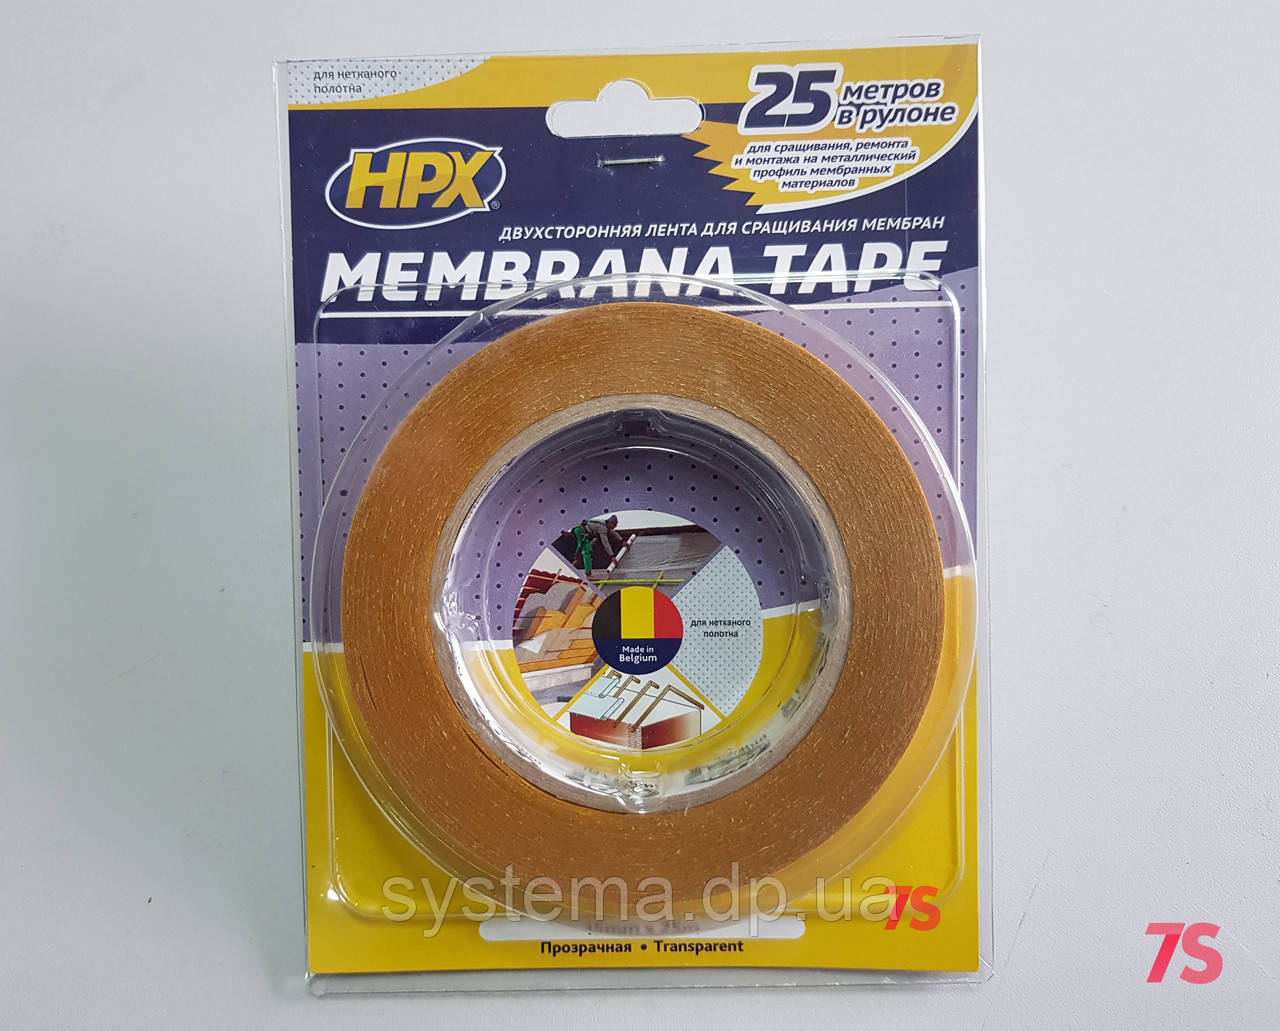 для нетканого
полотна
25 метров
в рулоне
для сращивания, ремонта
и монтажа на металлический
профиль мембранных
материалов
HPX®
ДВУХСТОРОННЯЯ ЛЕНТА ДЛЯ СРАЩИВАНИЯ МЕМБРАН
MEMBRANA TAPE
Made in
Belgium
для нетканого
полотна
systema.dp.ua
7S
Прозрачная • Transparent
7S